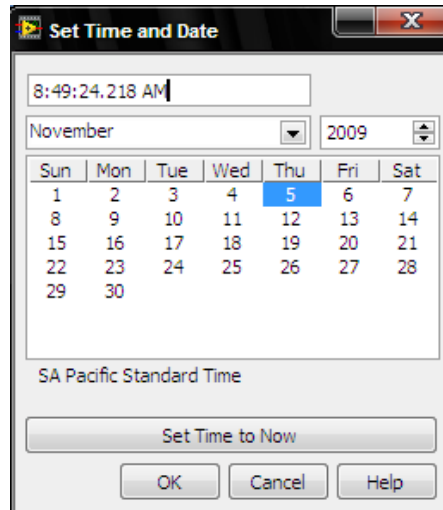 Set Time and Date
8:49:24.218 AM
November 2009
Sun Mon Tue Wed Thu Fri Sat
1 2 3 4 5 6 7
8 9 10 11 12 13 14
15 16 17 18 19 20 21
22 23 24 25 26 27 28
29 30
SA Pacific Standard Time
Set Time to Now
OK Cancel Help